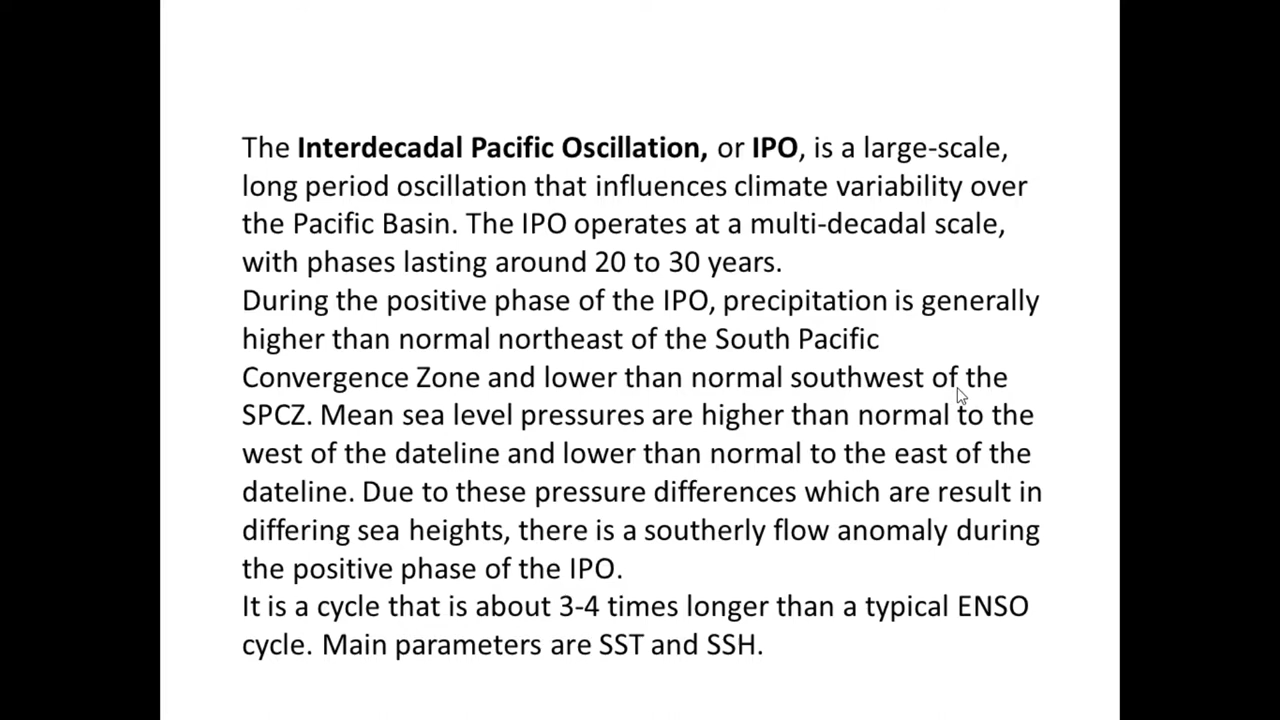 The Interdecadal Pacific Oscillation, or IPO, is a large-scale,
long period oscillation that influences climate variability over
the Pacific Basin. The IPO operates at a multi-decadal scale,
with phases lasting around 20 to 30 years.
During the positive phase of the IPO, precipitation is generally
higher than normal northeast of the South Pacific
Convergence Zone and lower than normal southwest of the
SPCZ. Mean sea level pressures are higher than normal to the
west of the dateline and lower than normal to the east of the
dateline. Due to these pressure differences which are result in
differing sea heights, there is a southerly flow anomaly during
the positive phase of the IPO.
It is a cycle that is about 3-4 times longer than a typical ENSO
cycle. Main parameters are SST and SSH.